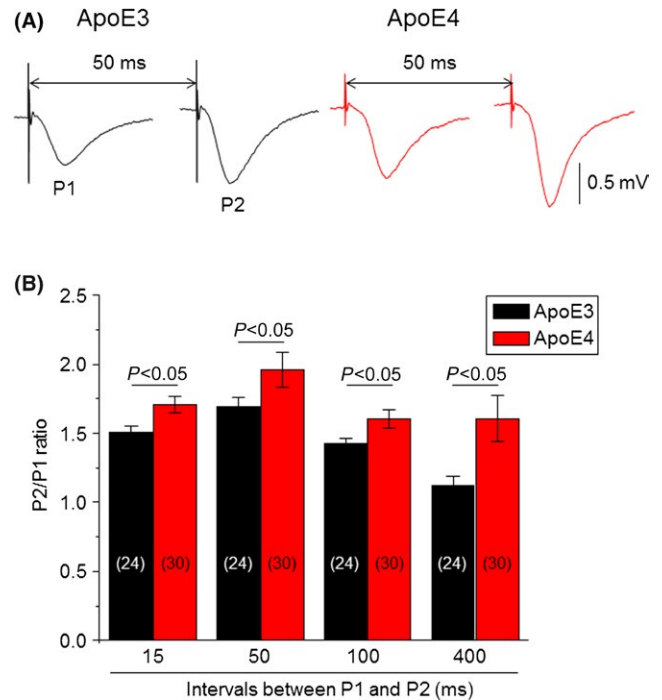 (A)
ApoE3
ApoE4
50 ms
50 ms
P1
P2
0.5 mV
(B)
2.5
2.0
1.5
1.0
0.5
0.0
P2/P1 ratio
ApoE3
ApoE4
P<0.05
P<0.05
P<0.05
P<0.05
(24)
(30)
(24)
(30)
(24)
(30)
(24)
(30)
15
50
100
400
Intervals between P1 and P2 (ms)